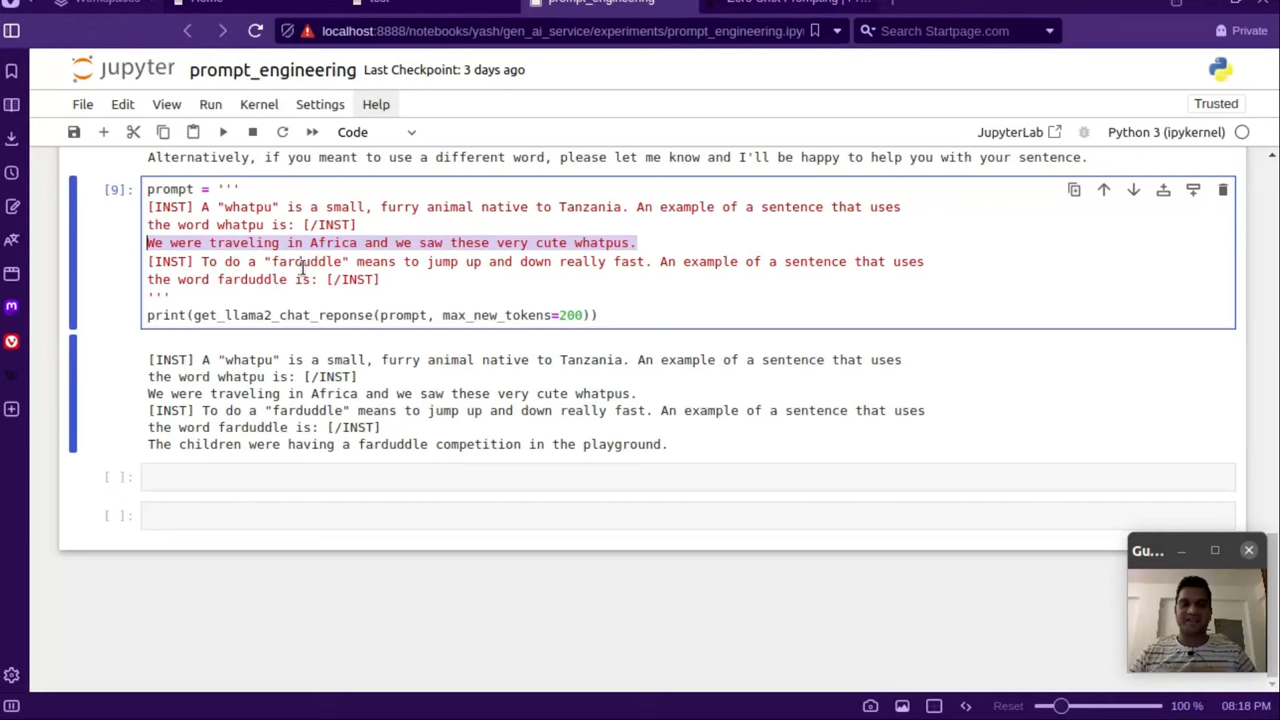 Workspaces
Home
test
prompt_engineering
Zero-Shot Prompting | Pr...
localhost:8888/notebooks/yash/gen_ai_service/experiments/prompt_engineering.ipy
Search Startpage.com
Private
jupyter prompt_engineering Last Checkpoint: 3 days ago
File Edit View Run Kernel Settings Help
Trusted
Code
JupyterLab
Python 3 (ipykernel)
Alternatively, if you meant to use a different word, please let me know and I'll be happy to help you with your sentence.
[9]: prompt = '''
[INST] A "whatpu" is a small, furry animal native to Tanzania. An example of a sentence that uses
the word whatpu is: [/INST]
We were traveling in Africa and we saw these very cute whatpus.
[INST] To do a "farduddle" means to jump up and down really fast. An example of a sentence that uses
the word farduddle is: [/INST]
'''
print(get_llama2_chat_reponse(prompt, max_new_tokens=200))
[INST] A "whatpu" is a small, furry animal native to Tanzania. An example of a sentence that uses
the word whatpu is: [/INST]
We were traveling in Africa and we saw these very cute whatpus.
[INST] To do a "farduddle" means to jump up and down really fast. An example of a sentence that uses
the word farduddle is: [/INST]
The children were having a farduddle competition in the playground.
[ ]:
[ ]:
Gu...
Reset
100 %
08:18 PM